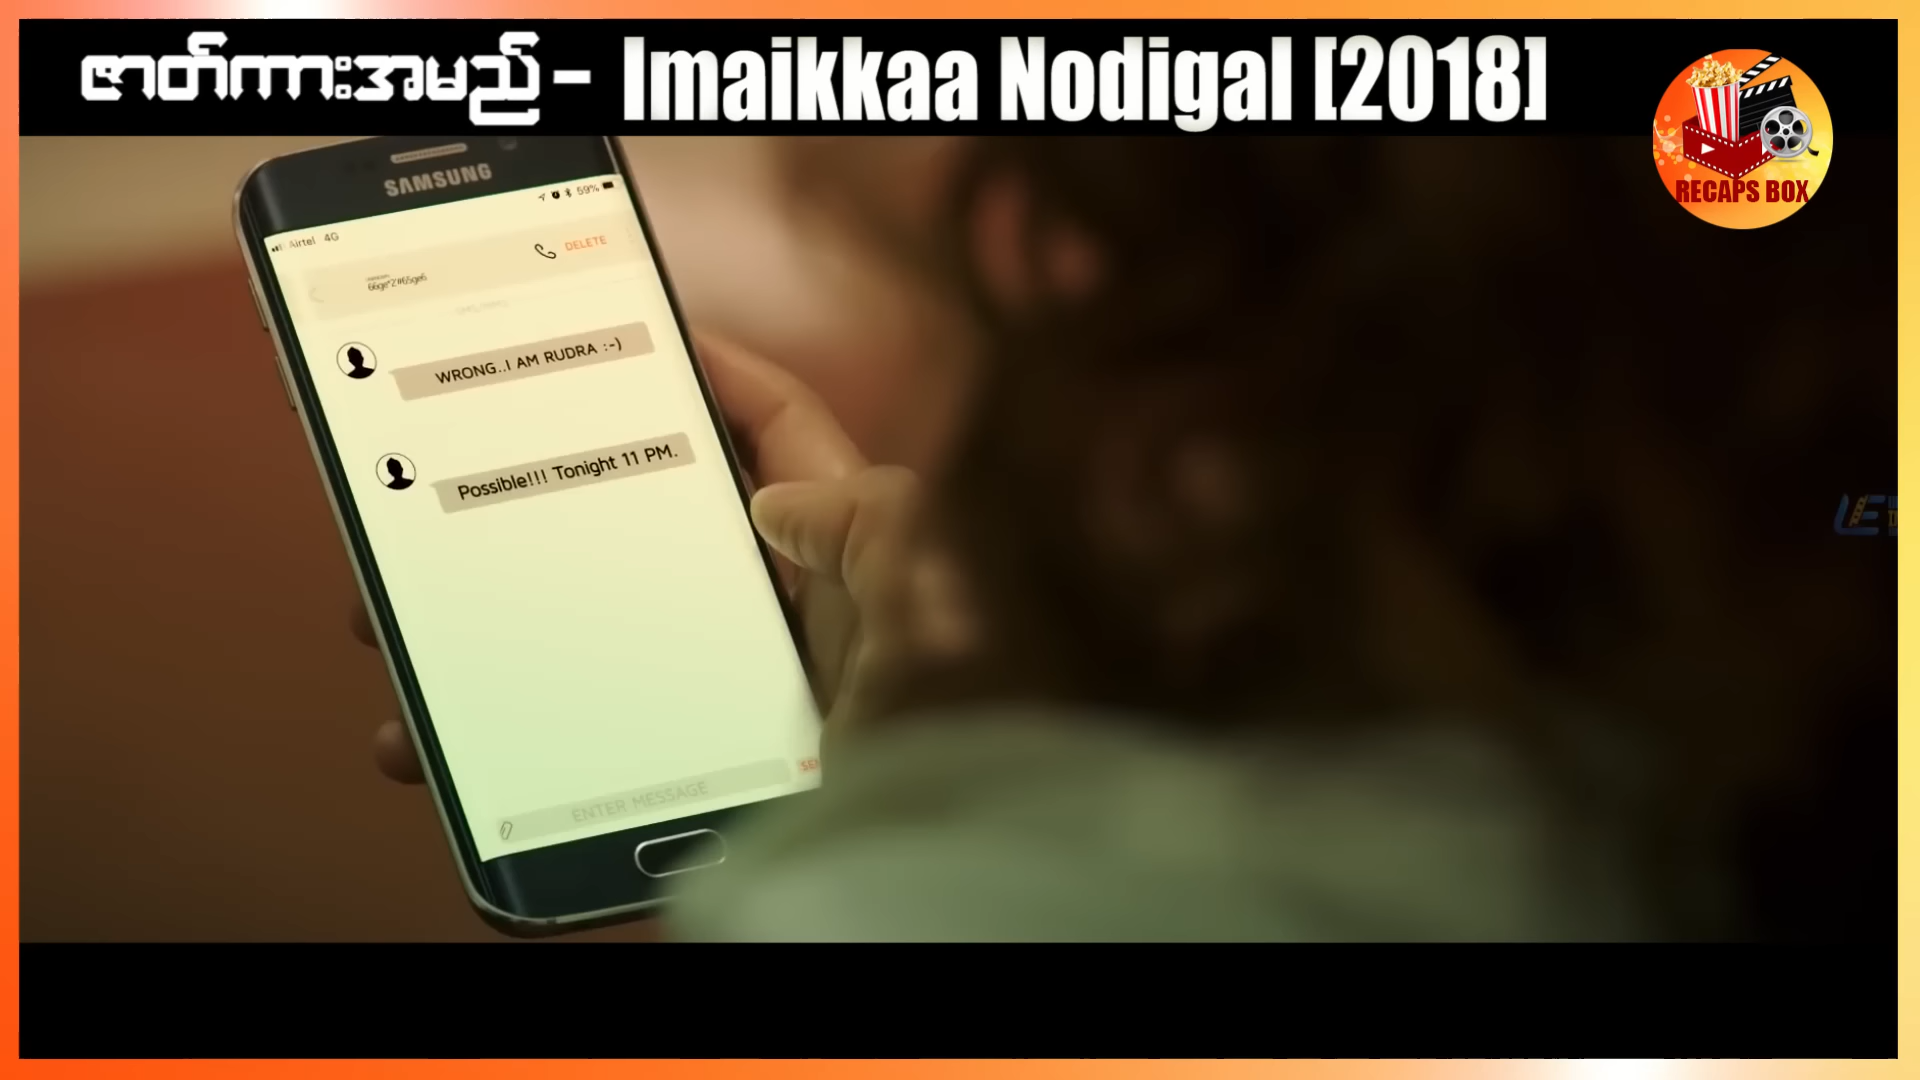 ဇာတ်ကားအမည် – Imaikkaa Nodigal [2018]
RECAPS BOX
SAMSUNG
59%
Airtel 4G
DELETE
WRONG..I AM RUDRA :-)
Possible!!! Tonight 11 PM.
ENTER MESSAGE
LE